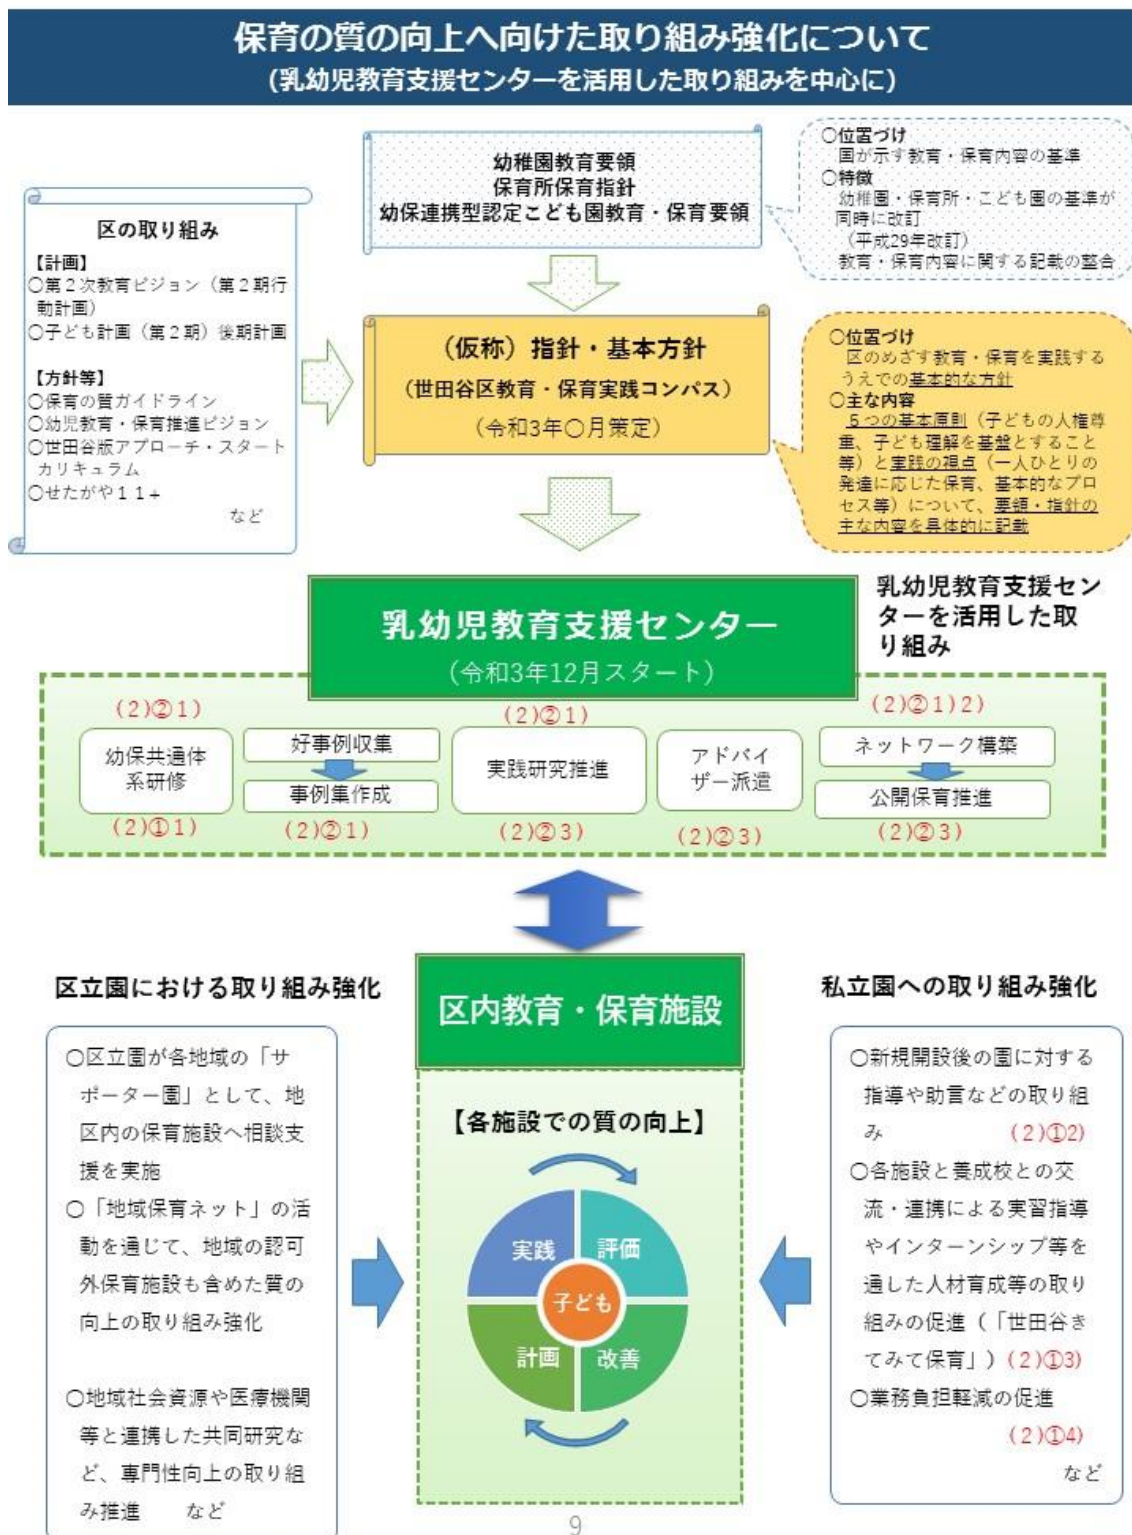 保育の質の向上へ向けた取り組み強化について
(乳幼児教育支援センターを活用した取り組みを中心に)
幼稚園教育要領
保育所保育指針
幼保連携型認定こども園教育・保育要領
○位置づけ
国が示す教育・保育内容の基準
○特徴
幼稚園・保育所・こども園の基準が
同時に改訂
（平成29年改訂）
教育・保育内容に関する記載の整合
区の取り組み
【計画】
○第２次教育ビジョン（第２期行
動計画）
○子ども計画（第２期）後期計画
【方針等】
○保育の質ガイドライン
○幼児教育・保育推進ビジョン
○世田谷版アプローチ・スタート
カリキュラム
○せたがや１１＋
など
（仮称）指針・基本方針
（世田谷区教育・保育実践コンパス）
（令和3年○月策定）
○位置づけ
区のめざす教育・保育を実践する
うえでの基本的な方針
○主な内容
５つの基本原則（子どもの人権尊
重、子ども理解を基盤とすること
等）と実践の視点（一人ひとりの
発達に応じた保育、基本的なプロ
セス等）について、要領・指針の
主な内容を具体的に記載
乳幼児教育支援センター
（令和3年12月スタート）
乳幼児教育支援セン
ターを活用した取
り組み
(2)②1)
(2)②1)
(2)②1)2)
幼保共通体
系研修
好事例収集
事例集作成
実践研究推進
アドバイ
ザー派遣
ネットワーク構築
公開保育推進
(2)①1)
(2)②1)
(2)②3)
(2)②3)
(2)②3)
区立園における取り組み強化
○区立園が各地域の「サ
ポーター園」として、地
区内の保育施設へ相談支
援を実施
○「地域保育ネット」の活
動を通じて、地域の認可
外保育施設も含めた質の
向上の取り組み強化
○地域社会資源や医療機関
等と連携した共同研究な
ど、専門性向上の取り組
み推進　など
区内教育・保育施設
【各施設での質の向上】
実践
評価
子ども
計画
改善
私立園への取り組み強化
○新規開設後の園に対する
指導や助言などの取り組
み (2)①2)
○各施設と養成校との交
流・連携による実習指導
やインターンシップ等を
通した人材育成等の取り
組みの促進（「世田谷き
てみて保育」）(2)①3)
○業務負担軽減の促進
(2)①4)
など
9